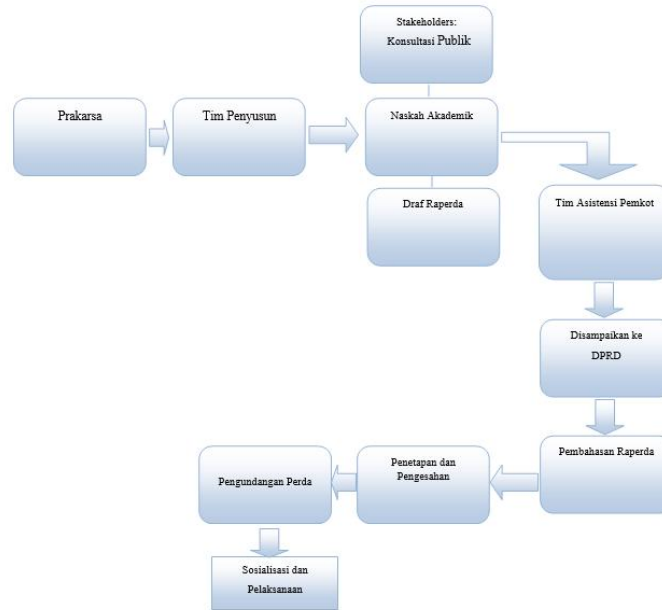 Stakeholders:
Konsultasi Publik
Prakarsa
Tim Penyusun
Naskah Akademik
Draf Raperda
Tim Asistensi Pemkot
Disampaikan ke
DPRD
Pembahasan Raperda
Penetapan dan
Pengesahan
Pengundangan Perda
Sosialisasi dan
Pelaksanaan